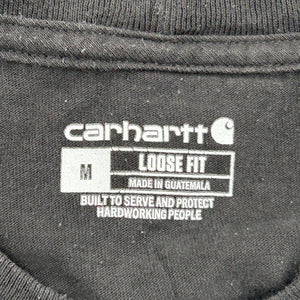 carhartt
M LOOSE FIT
MADE IN GUATEMALA
BUILT TO SERVE AND PROTECT
HARDWORKING PEOPLE